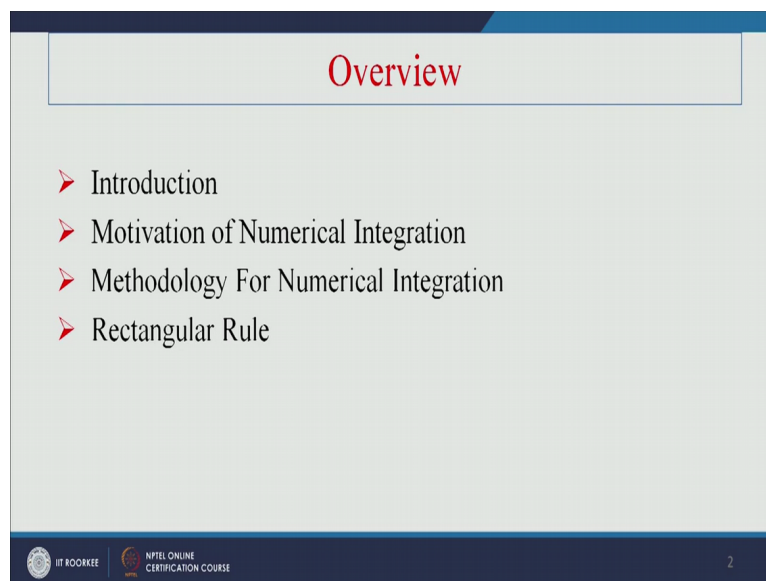 Overview
Introduction
Motivation of Numerical Integration
Methodology For Numerical Integration
Rectangular Rule
IIT ROORKEE
NPTEL ONLINE
CERTIFICATION COURSE
NPTEL
2